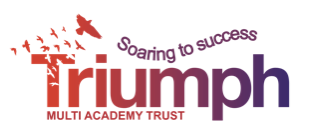 Soaring to success
Triumph
MULTI ACADEMY TRUST